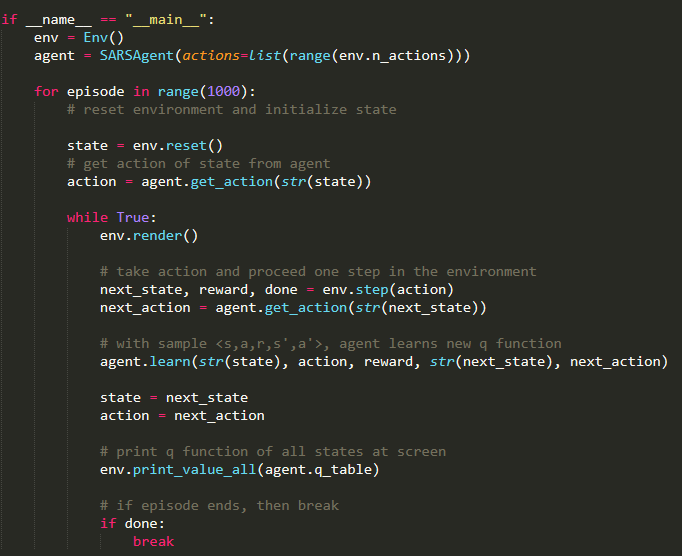 if __name__ == "__main__":
    env = Env()
    agent = SARSAgent(actions=list(range(env.n_actions)))

    for episode in range(1000):
        # reset environment and initialize state

        state = env.reset()
        # get action of state from agent
        action = agent.get_action(str(state))

        while True:
            env.render()

            # take action and proceed one step in the environment
            next_state, reward, done = env.step(action)
            next_action = agent.get_action(str(next_state))

            # with sample <s,a,r,s',a'>, agent learns new q function
            agent.learn(str(state), action, reward, str(next_state), next_action)

            state = next_state
            action = next_action

            # print q function of all states at screen
            env.print_value_all(agent.q_table)

            # if episode ends, then break
            if done:
                break